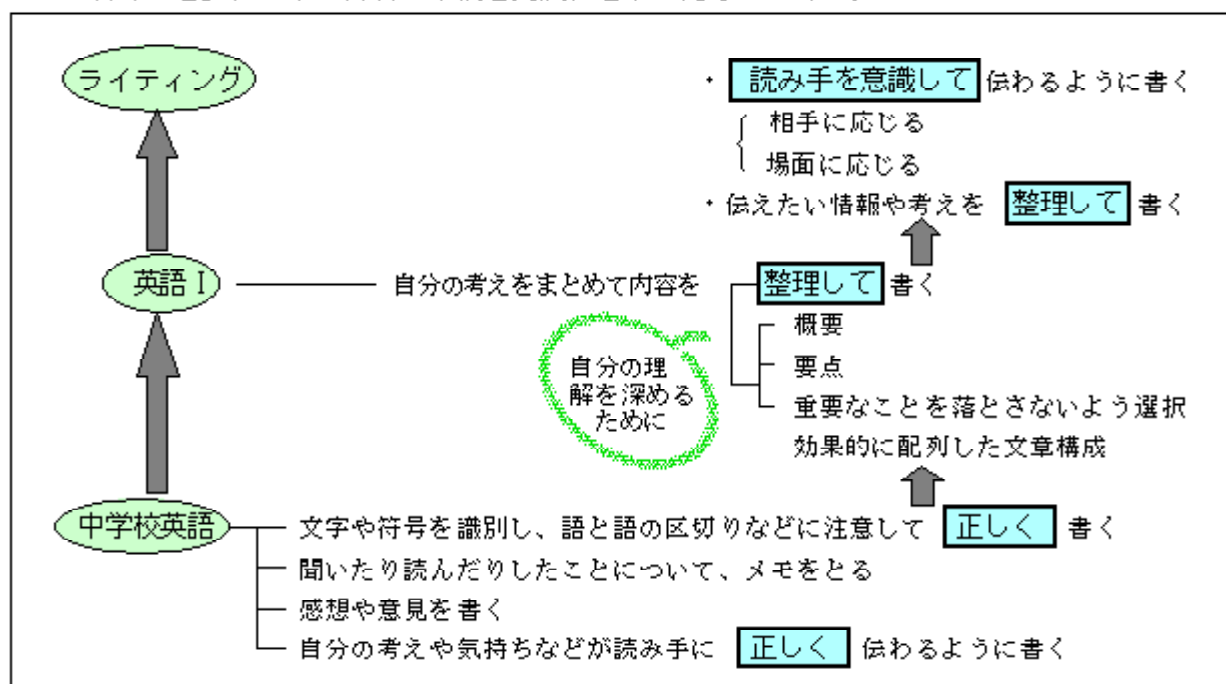 ライティング
・ 読み手を意識して 伝わるように書く
相手に応じる
場面に応じる
・伝えたい情報や考えを 整理して 書く
英語Ⅰ 自分の考えをまとめて内容を 整理して 書く
概要
要点
重要なことを落とさないよう選択
効果的に配列した文章構成
自分の理
解を深める
ために
中学校英語 文字や符号を識別し、語と語の区切りなどに注意して 正しく 書く
聞いたり読んだりしたことについて、メモをとる
感想や意見を書く
自分の考えや気持ちなどが読み手に 正しく 伝わるように書く